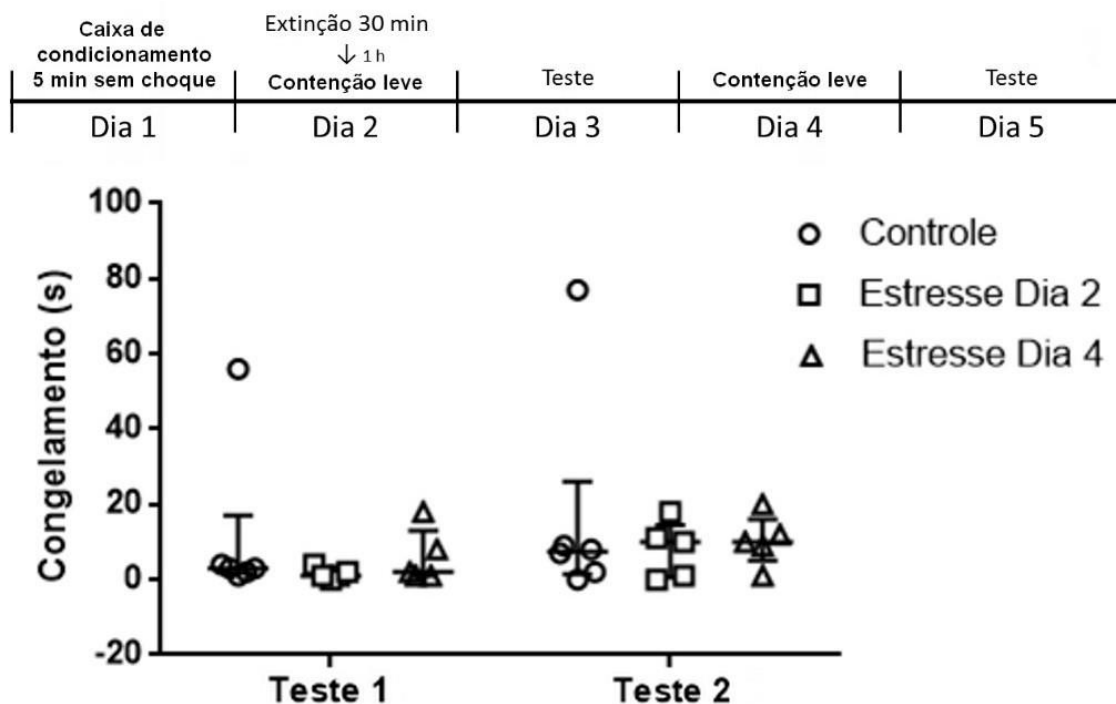 Caixa de
condicionamento
5 min sem choque
Extinção 30 min
↓ 1 h
Contenção leve
Teste
Contenção leve
Teste
Dia 1
Dia 2
Dia 3
Dia 4
Dia 5
Congelamento (s)
100
80
60
40
20
0
-20
Teste 1
Teste 2
Controle
Estresse Dia 2
Estresse Dia 4